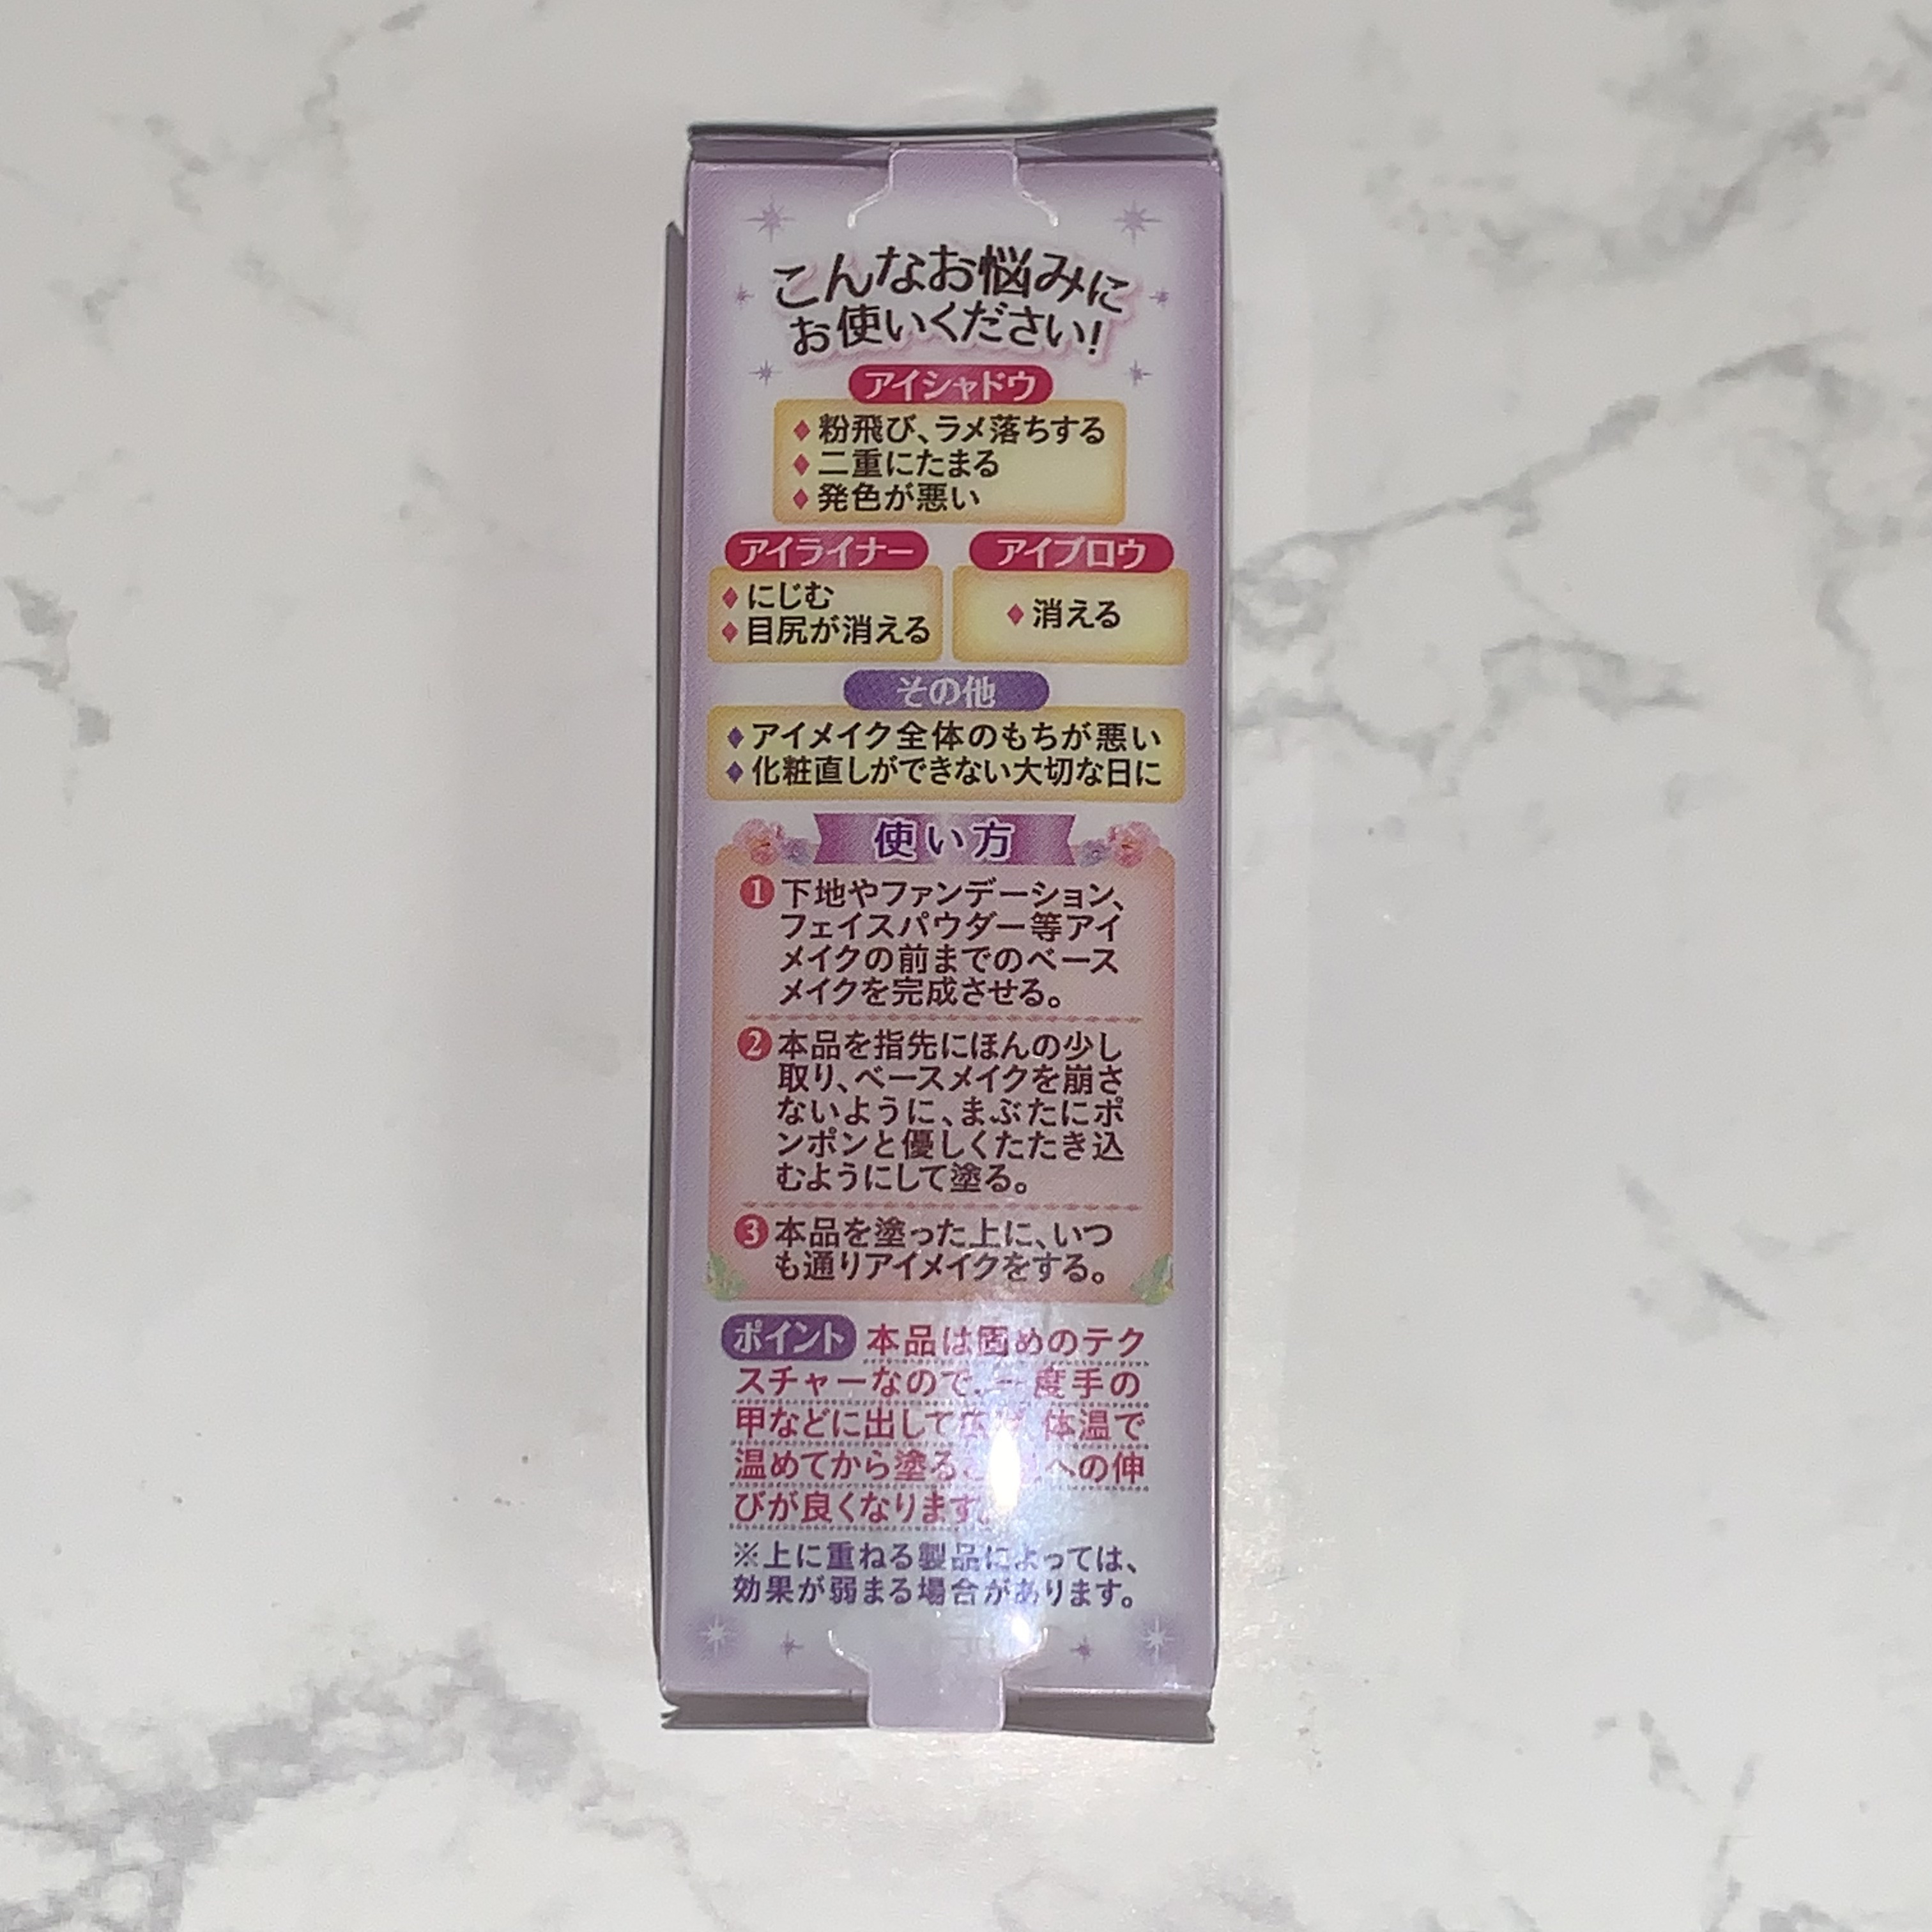 こんなお悩みに
お使いください!
アイシャドウ
粉飛び、ラメ落ちする
二重にたまる
発色が悪い
アイライナー
にじむ
目尻が消える
アイブロウ
消える
その他
アイメイク全体のもちが悪い
化粧直しができない大切な日に
使い方
1 下地やファンデーション、
フェイスパウダー等アイ
メイクの前までのベース
メイクを完成させる。
2 本品を指先にほんの少し
取り、ベースメイクを崩さ
ないように、まぶたにポ
ンポンと優しくたたき込
むようにして塗る。
3 本品を塗った上に、いつ
も通りアイメイクをする。
ポイント 本品は固めのテク
スチャーなので、一度手の
甲などに出して 体温で
温めてから塗る への伸
びが良くなります。
※上に重ねる製品によっては、
効果が弱まる場合があります。